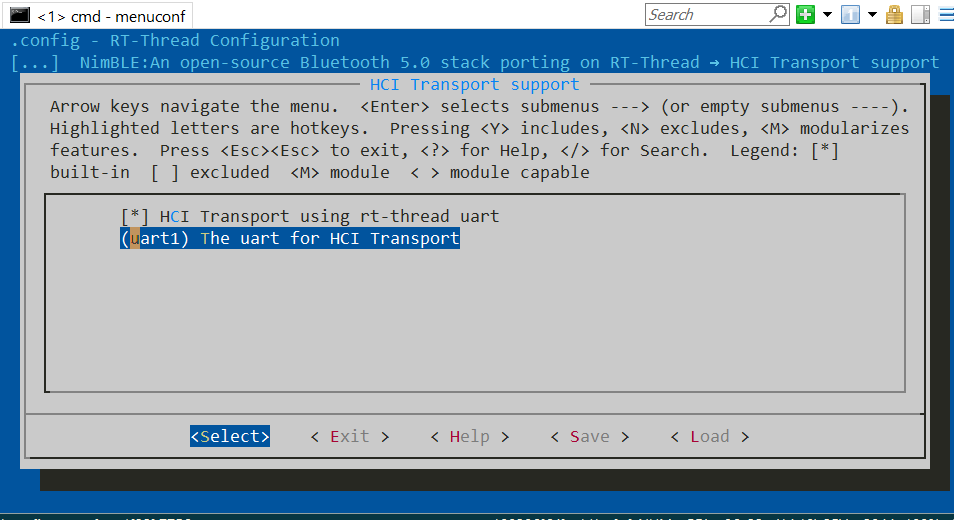 <1> cmd - menuconf
Search
1
.config - RT-Thread Configuration
[...] NimBLE:An open-source Bluetooth 5.0 stack porting on RT-Thread → HCI Transport support
HCI Transport support
Arrow keys navigate the menu. <Enter> selects submenus ---> (or empty submenus ----).
Highlighted letters are hotkeys. Pressing <Y> includes, <N> excludes, <M> modularizes
features. Press <Esc><Esc> to exit, <?> for Help, </> for Search. Legend: [*]
built-in [ ] excluded <M> module < > module capable
[*] HCI Transport using rt-thread uart
(uart1) The uart for HCI Transport
<Select> < Exit > < Help > < Save > < Load >